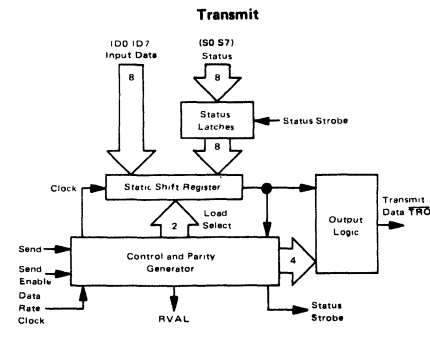 Transmit
ID0 ID7
Input Data
(S0 S7)
Status
8
8
Status
Latches
Status Strobe
8
Clock
Static Shift Register
2
Load
Select
Output
Logic
Transmit
Data TRO
Send
Send
Enable
Data
Rate
Clock
Control and Parity
Generator
4
RVAL
Status
Strobe